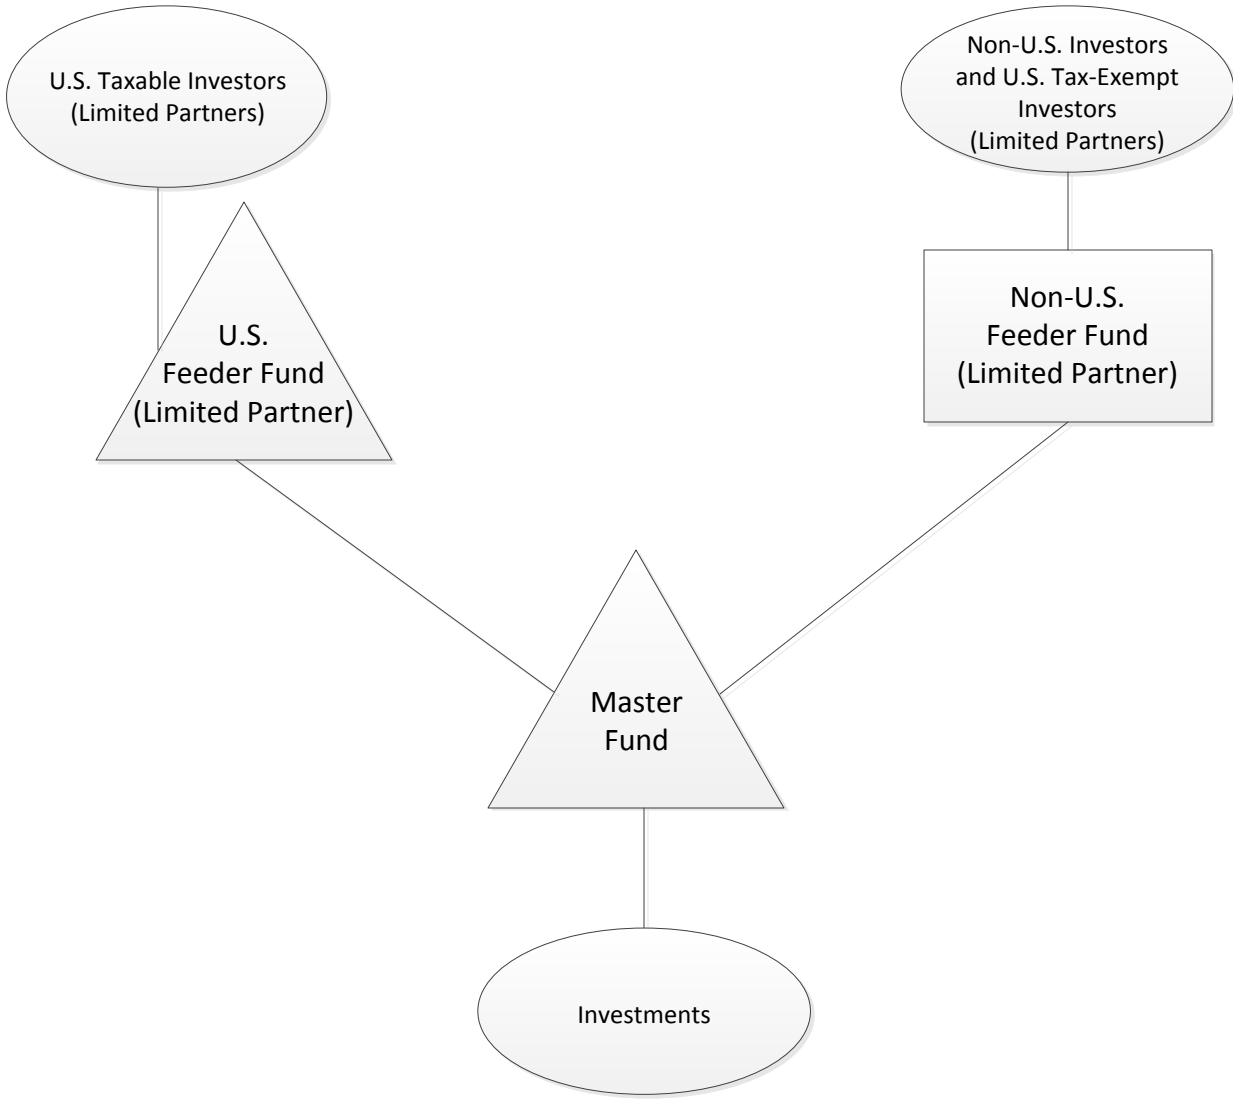 U.S. Taxable Investors
(Limited Partners)
Non-U.S. Investors
and U.S. Tax-Exempt
Investors
(Limited Partners)
U.S.
Feeder Fund
(Limited Partner)
Non-U.S.
Feeder Fund
(Limited Partner)
Master
Fund
Investments